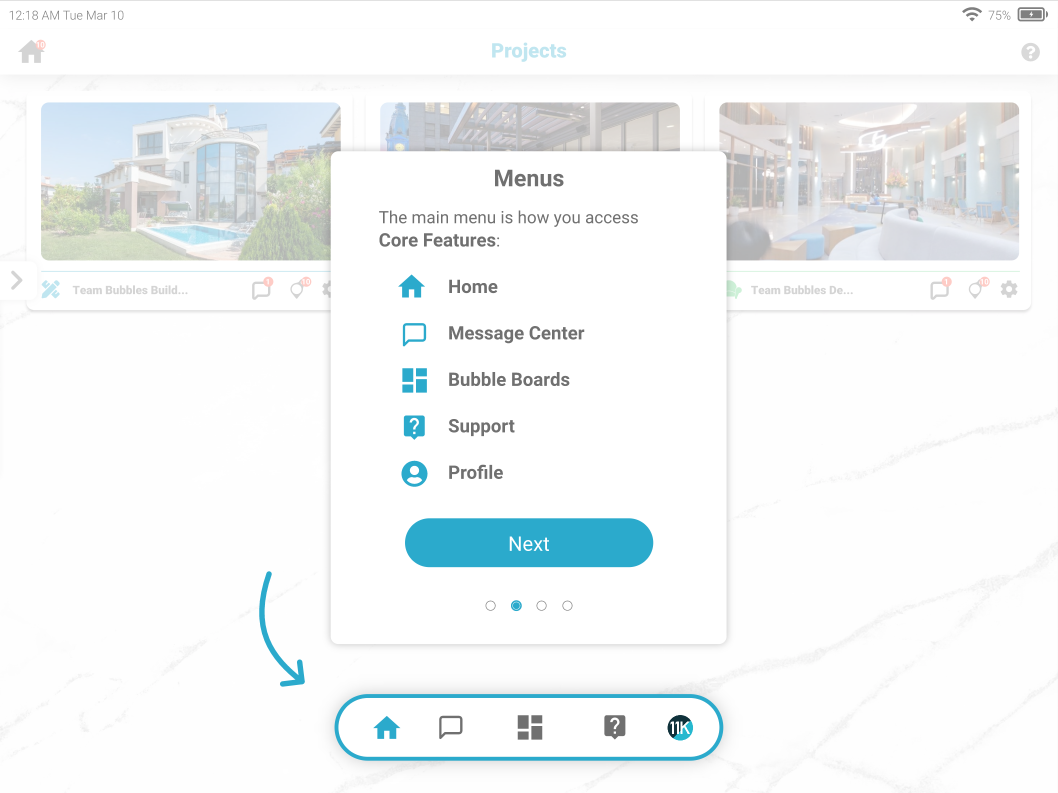 12:18 AM Tue Mar 10
75%
10
Projects
Menus
The main menu is how you access
Core Features:
Home
Message Center
Bubble Boards
Support
Profile
Next
Team Bubbles Build...
1
10
Team Bubbles De...
1
10
11K